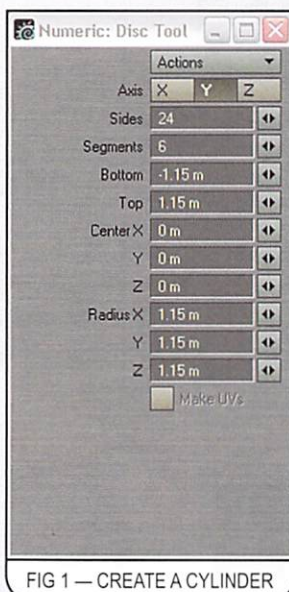 Numeric: Disc Tool
Actions
Axis X Y Z
Sides 24
Segments 6
Bottom -1.15 m
Top 1.15 m
Center X 0 m
Y 0 m
Z 0 m
Radius X 1.15 m
Y 1.15 m
Z 1.15 m
Make UVs
FIG 1 — CREATE A CYLINDER